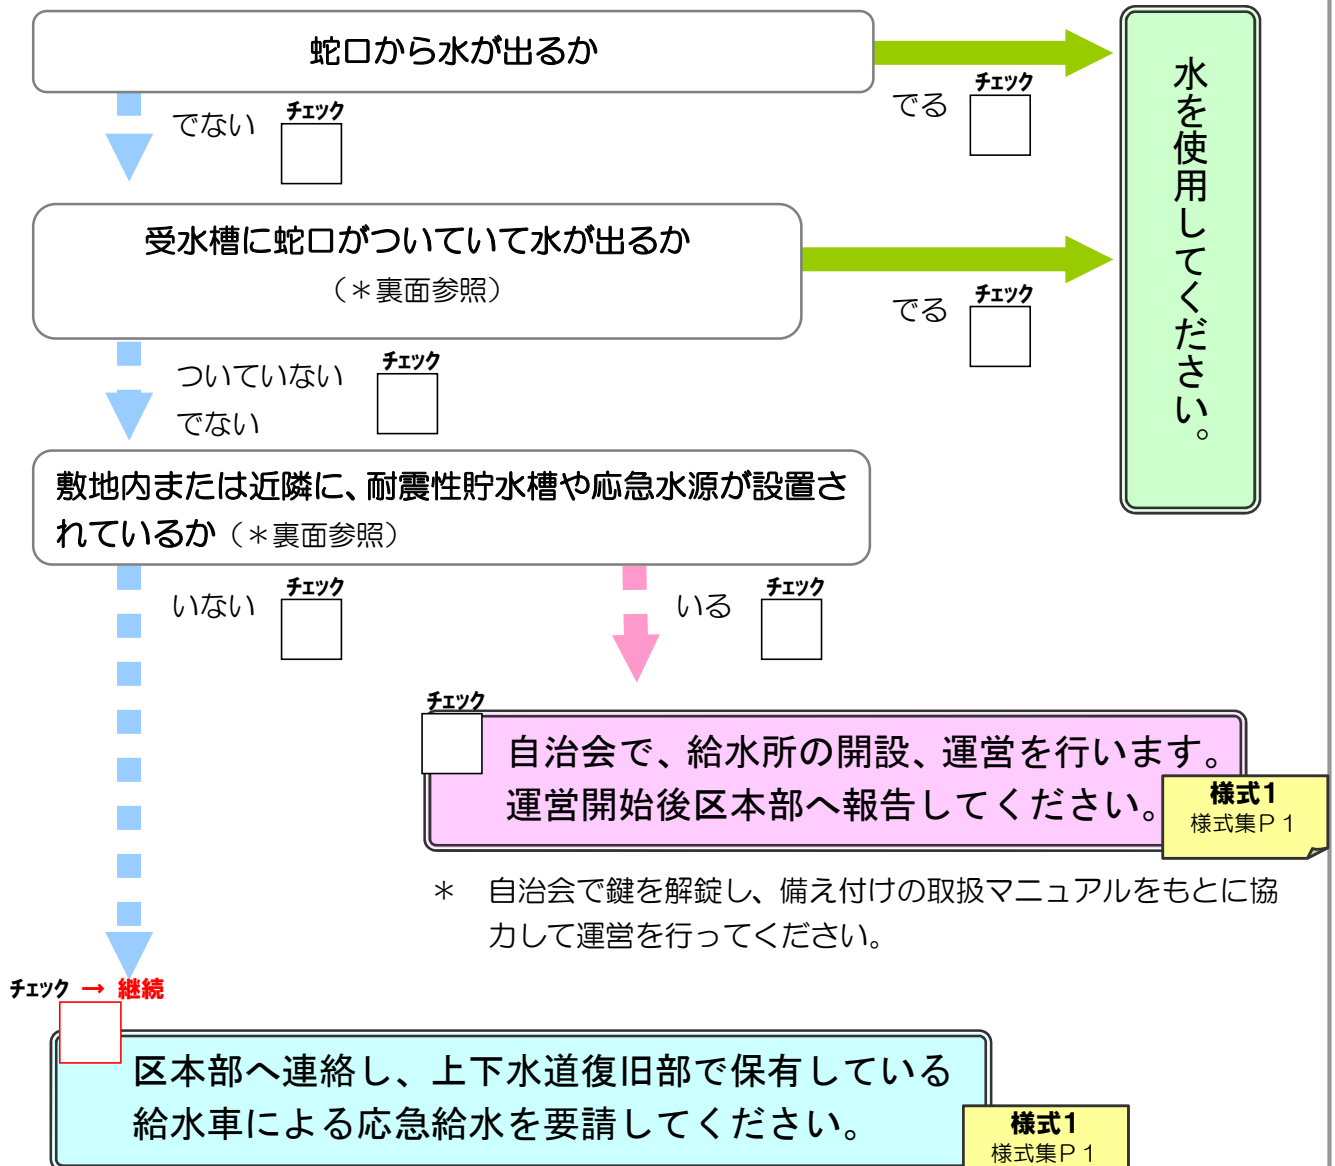 蛇口から水が出るか
でない
チェック
でる
チェック
水を使用してください。
受水槽に蛇口がついていて水が出るか
（＊裏面参照）
でる
チェック
ついていない
でない
チェック
敷地内または近隣に、耐震性貯水槽や応急水源が設置さ
れているか（＊裏面参照）
いない
チェック
いる
チェック
チェック
自治会で、給水所の開設、運営を行います。
運営開始後区本部へ報告してください。
様式1
様式集Ｐ１
＊　自治会で鍵を解錠し、備え付けの取扱マニュアルをもとに協
力して運営を行ってください。
チェック → 継続
区本部へ連絡し、上下水道復旧部で保有している
給水車による応急給水を要請してください。
様式1
様式集Ｐ１